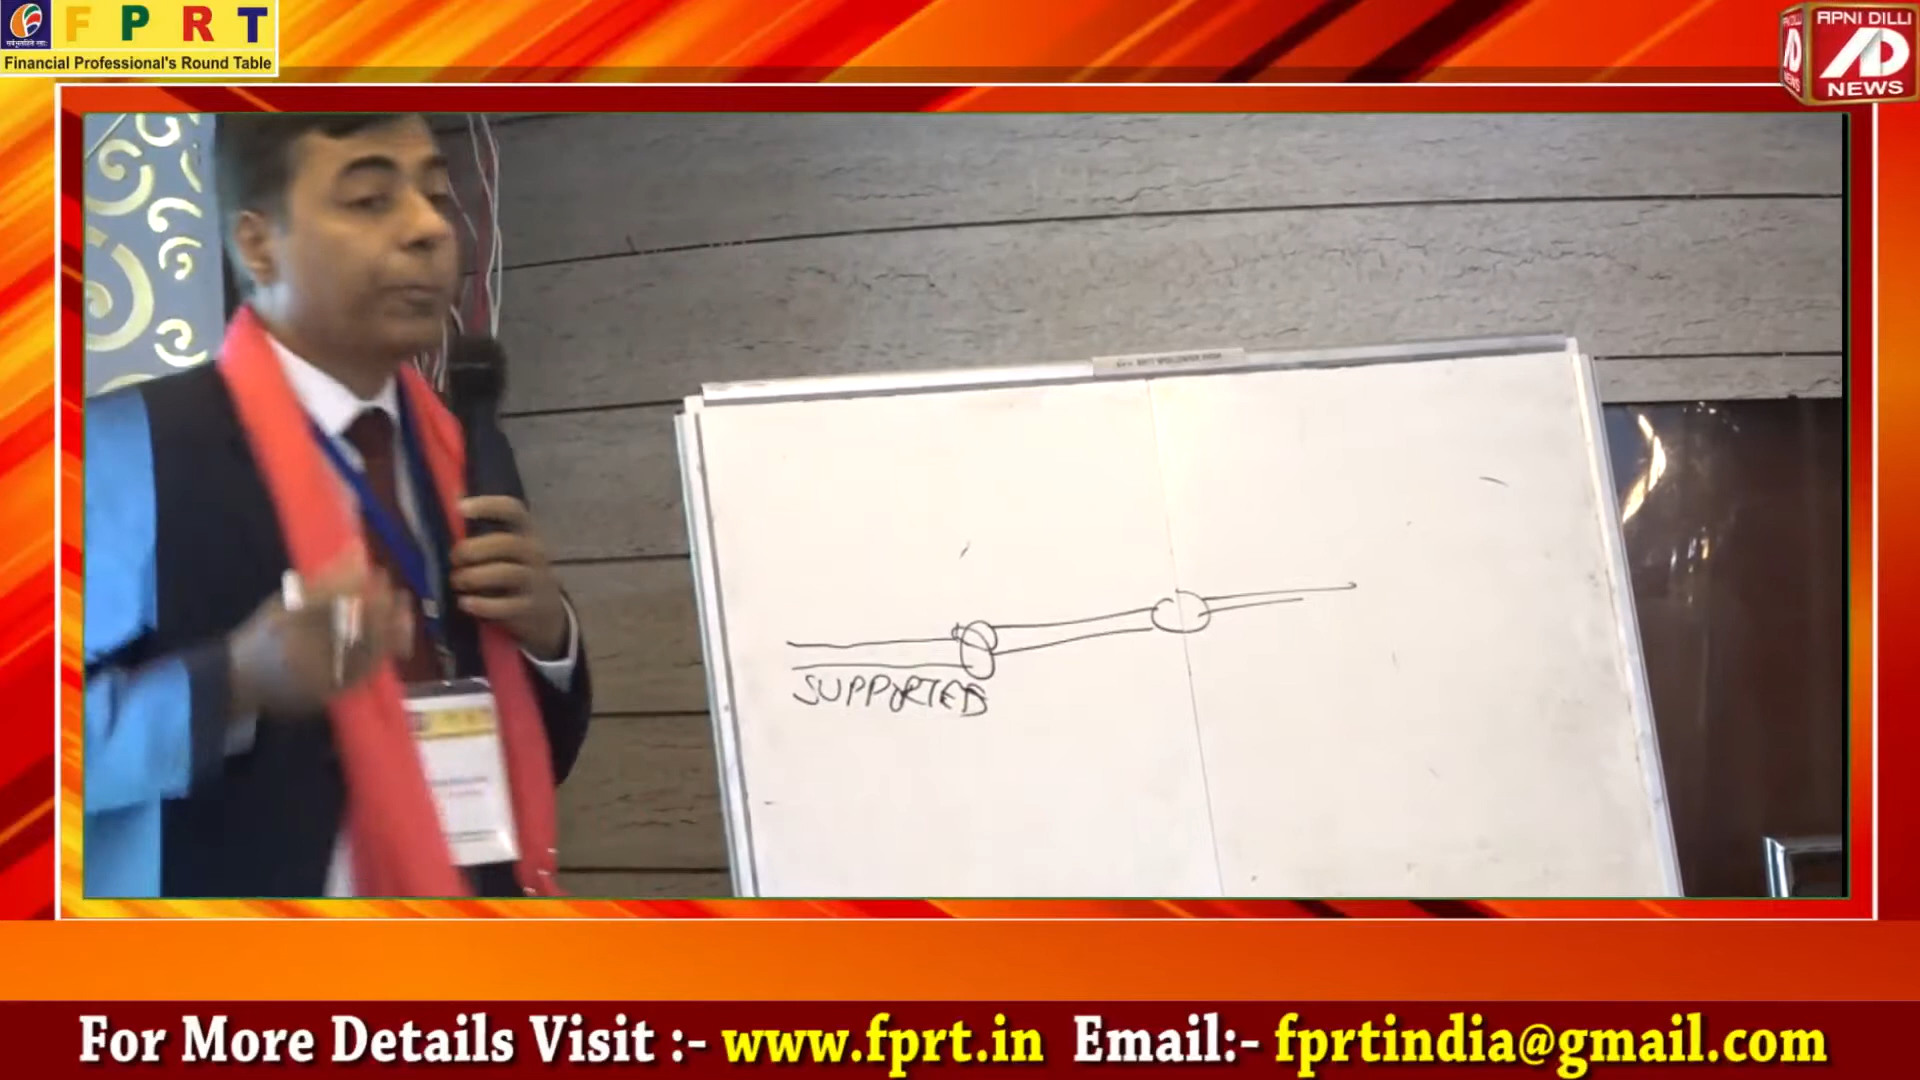 FPRT
Financial Professional's Round Table
APNI DILLI
NEWS
SUPPORTED
For More Details Visit :- www.fprt.in Email:- fprtindia@gmail.com